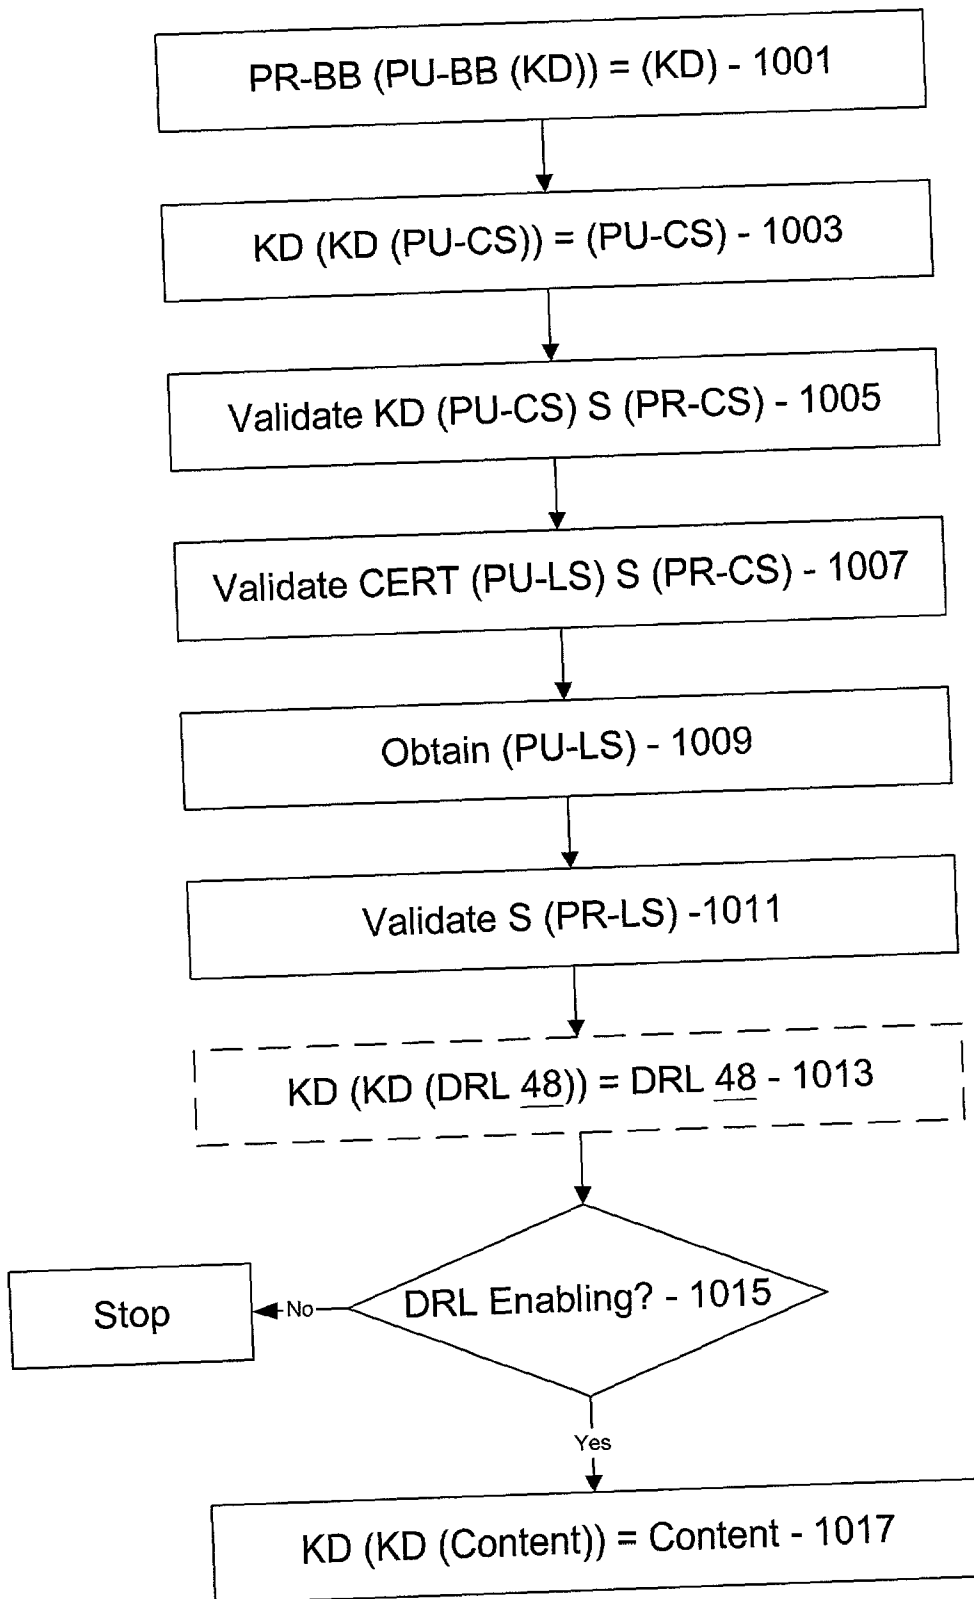 PR-BB (PU-BB (KD)) = (KD) - 1001
KD (KD (PU-CS)) = (PU-CS) - 1003
Validate KD (PU-CS) S (PR-CS) - 1005
Validate CERT (PU-LS) S (PR-CS) - 1007
Obtain (PU-LS) - 1009
Validate S (PR-LS) -1011
KD (KD (DRL 48)) = DRL 48 - 1013
DRL Enabling? - 1015
No
Stop
Yes
KD (KD (Content)) = Content - 1017